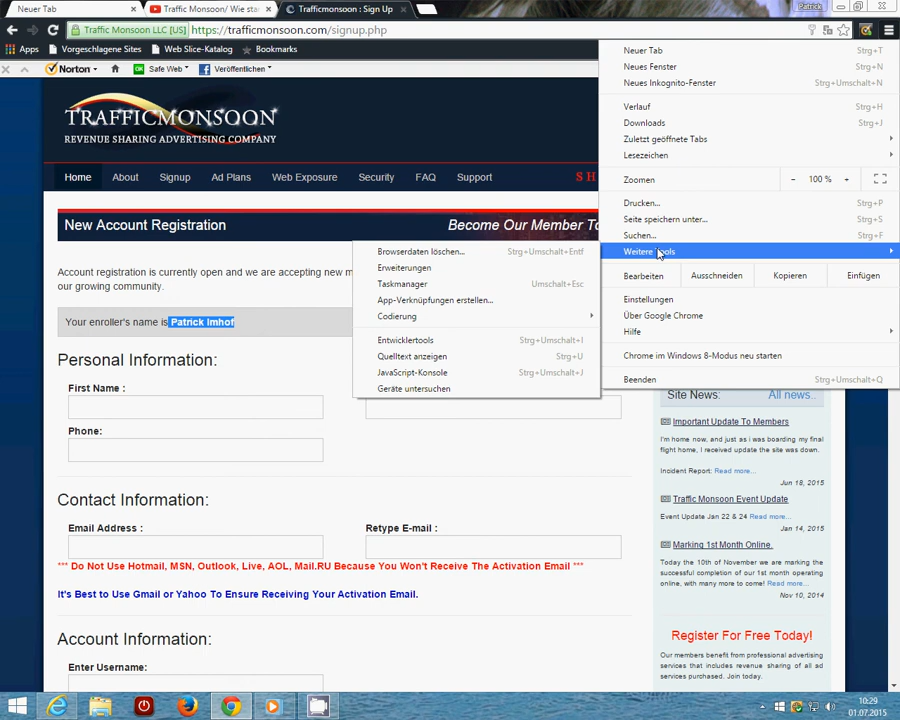 Neuer Tab
Traffic Monsoon/ Wie star
Trafficmonsoon : Sign Up
Patrick
Traffic Monsoon LLC [US]
https://trafficmonsoon.com/signup.php
Apps
Vorgeschlagene Sites
Web Slice-Katalog
Bookmarks
Norton
OK
Safe Web
Veröffentlichen
TRAFFICMONSOON
REVENUE SHARING ADVERTISING COMPANY
Home
About
Signup
Ad Plans
Web Exposure
Security
FAQ
Support
S H
New Account Registration
Become Our Member To
Account registration is currently open and we are accepting new m
our growing community.
Your enroller's name is Patrick Imhof
Personal Information:
First Name :
Phone:
Contact Information:
Email Address :
Retype E-mail :
*** Do Not Use Hotmail, MSN, Outlook, Live, AOL, Mail.RU Because You Won't Receive The Activation Email ***
It's Best to Use Gmail or Yahoo To Ensure Receiving Your Activation Email.
Account Information:
Enter Username:
Neuer Tab Strg+T
Neues Fenster Strg+N
Neues Inkognito-Fenster Strg+Umschalt+N
Verlauf Strg+H
Downloads Strg+J
Zuletzt geöffnete Tabs
Lesezeichen
Zoomen - 100 % +
Drucken... Strg+P
Seite speichern unter... Strg+S
Suchen... Strg+F
Weitere Tools
Bearbeiten Ausschneiden Kopieren Einfügen
Einstellungen
Über Google Chrome
Hilfe
Chrome im Windows 8-Modus neu starten
Beenden Strg+Umschalt+Q
Browserdaten löschen... Strg+Umschalt+Entf
Erweiterungen
Taskmanager Umschalt+Esc
App-Verknüpfungen erstellen...
Codierung
Entwicklertools Strg+Umschalt+I
Quelltext anzeigen Strg+U
JavaScript-Konsole Strg+Umschalt+J
Geräte untersuchen
Site News: All news..
Important Update To Members
I'm home now, and just as i was boarding my final
flight home, I received update the site was down.
Incident Report: Read more...
Jun 18, 2015
Traffic Monsoon Event Update
Event Update Jan 22 & 24 Read more...
Jan 14, 2015
Marking 1st Month Online.
Today the 10th of November we are marking the
successful completion of our 1st month operating
online, with many more to come! Read more...
Nov 10, 2014
Register For Free Today!
Our members benefit from professional advertising
services that includes revenue sharing of all ad
services purchased. Join today.
10:29
01.07.2015